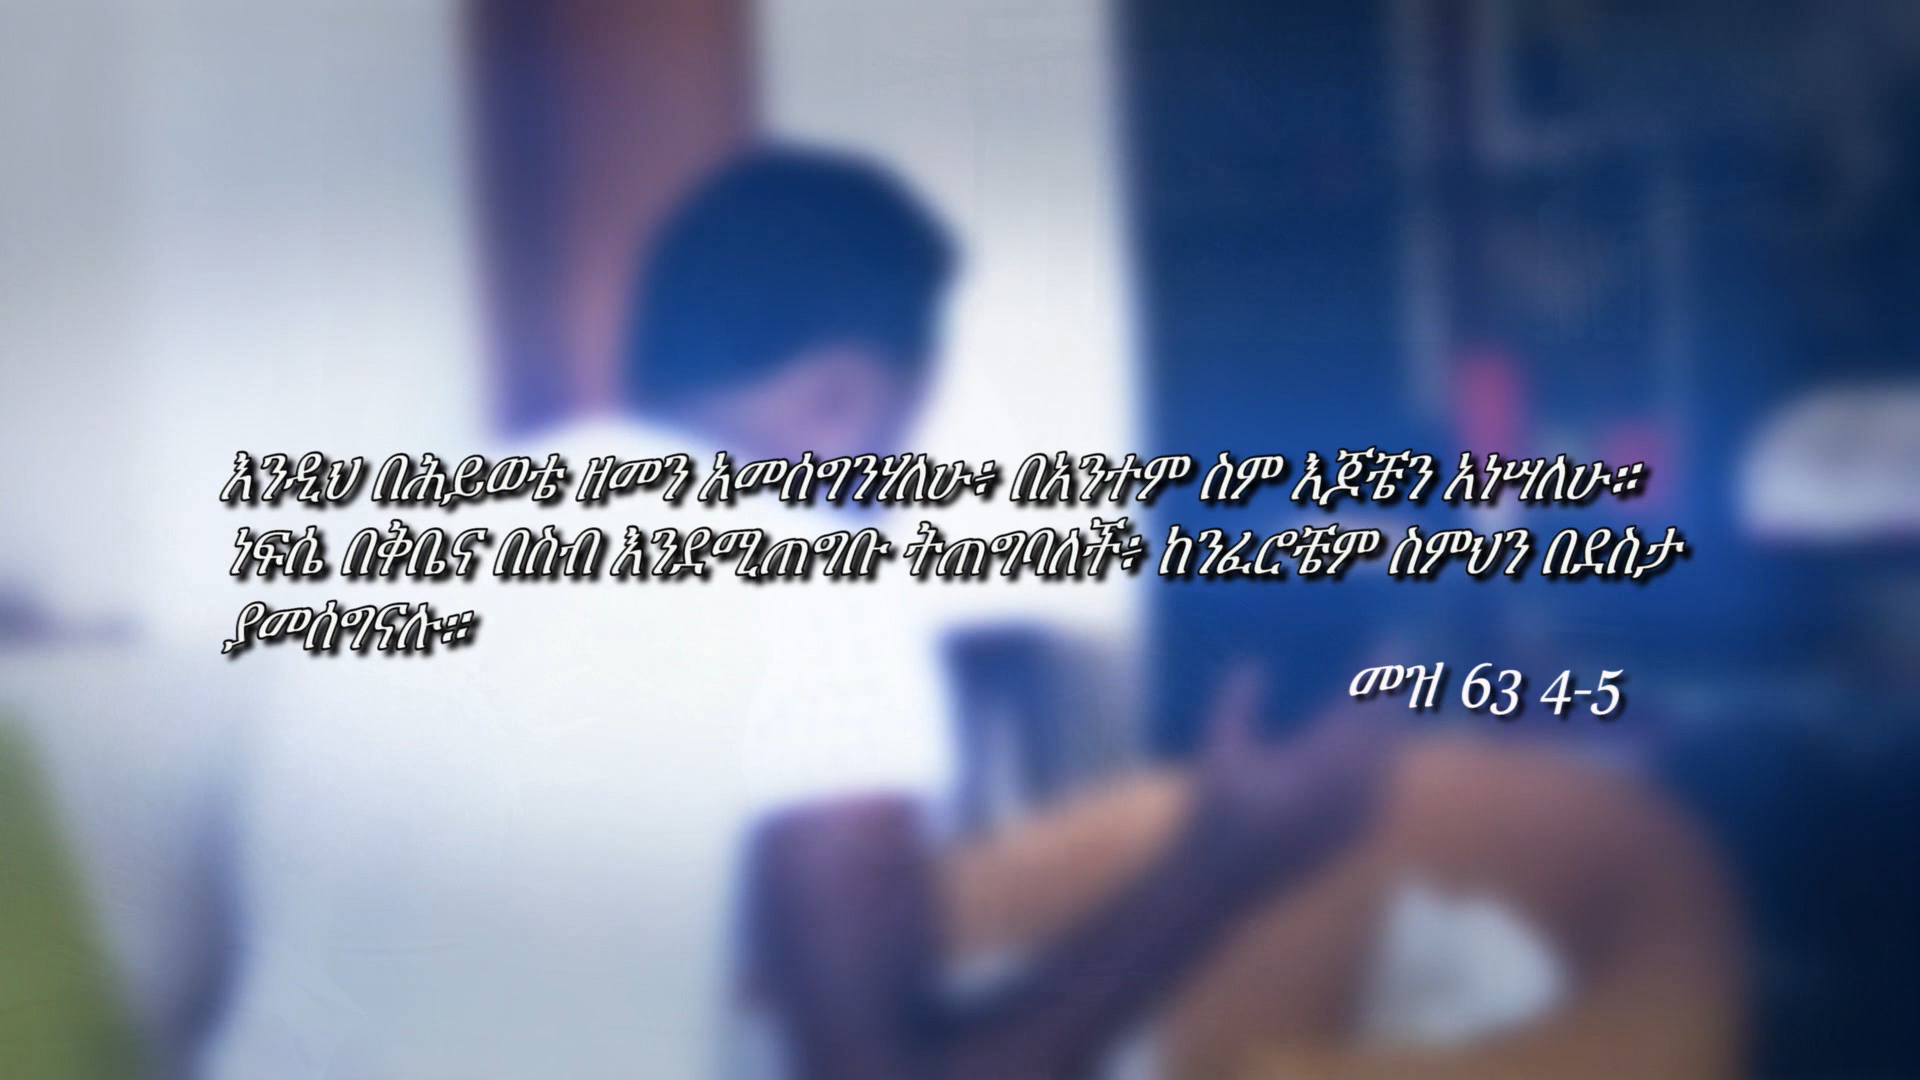 እንዲህ በሕይወቴ ዘመን አመሰግንሃለሁ፥ በአንተም ስም እጆቼን አነሣለሁ።
ነፍሴ በቅቤና በስብ እንደሚጠግቡ ትጠግባለች፥ ከንፈሮቼም ስምህን በደስታ
ያመሰግናሉ።
መዝ 63 4-5